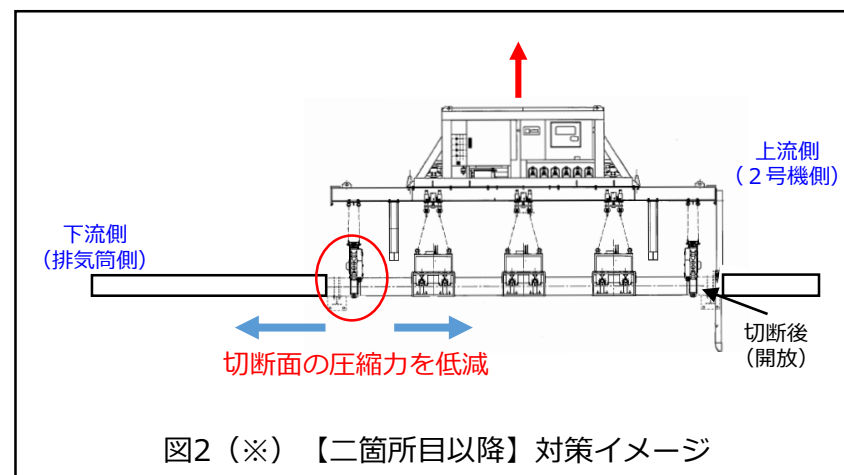 上流側
（２号機側）
下流側
（排気筒側）
切断後
（開放）
切断面の圧縮力を低減
図2（※）【二箇所目以降】対策イメージ